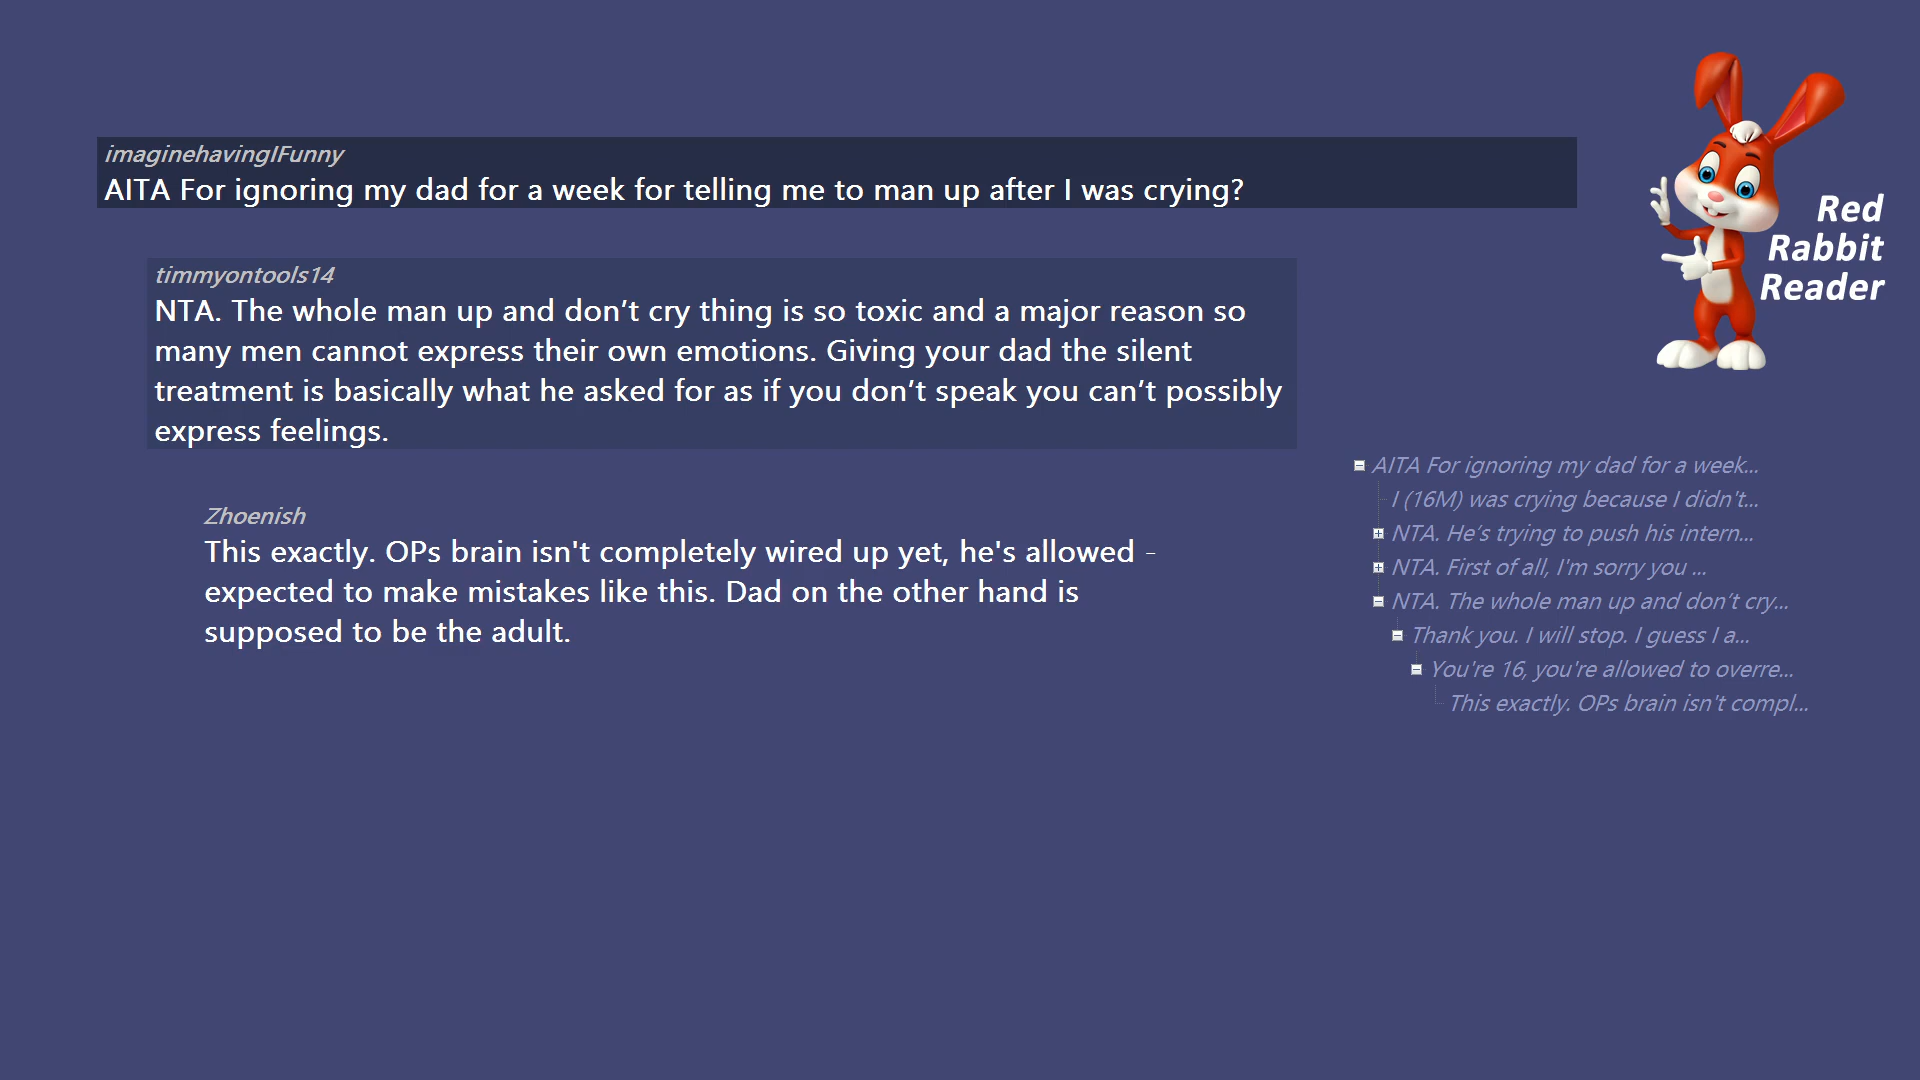 imaginehavingIFunny
AITA For ignoring my dad for a week for telling me to man up after I was crying?
timmyontools14
NTA. The whole man up and don’t cry thing is so toxic and a major reason so
many men cannot express their own emotions. Giving your dad the silent
treatment is basically what he asked for as if you don’t speak you can’t possibly
express feelings.
Zhoenish
This exactly. OPs brain isn't completely wired up yet, he's allowed -
expected to make mistakes like this. Dad on the other hand is
supposed to be the adult.
Red
Rabbit
Reader
AITA For ignoring my dad for a week...
I (16M) was crying because I didn't...
NTA. He’s trying to push his intern...
NTA. First of all, I'm sorry you ...
NTA. The whole man up and don’t cry...
Thank you. I will stop. I guess I a...
You're 16, you're allowed to overre...
This exactly. OPs brain isn't compl...